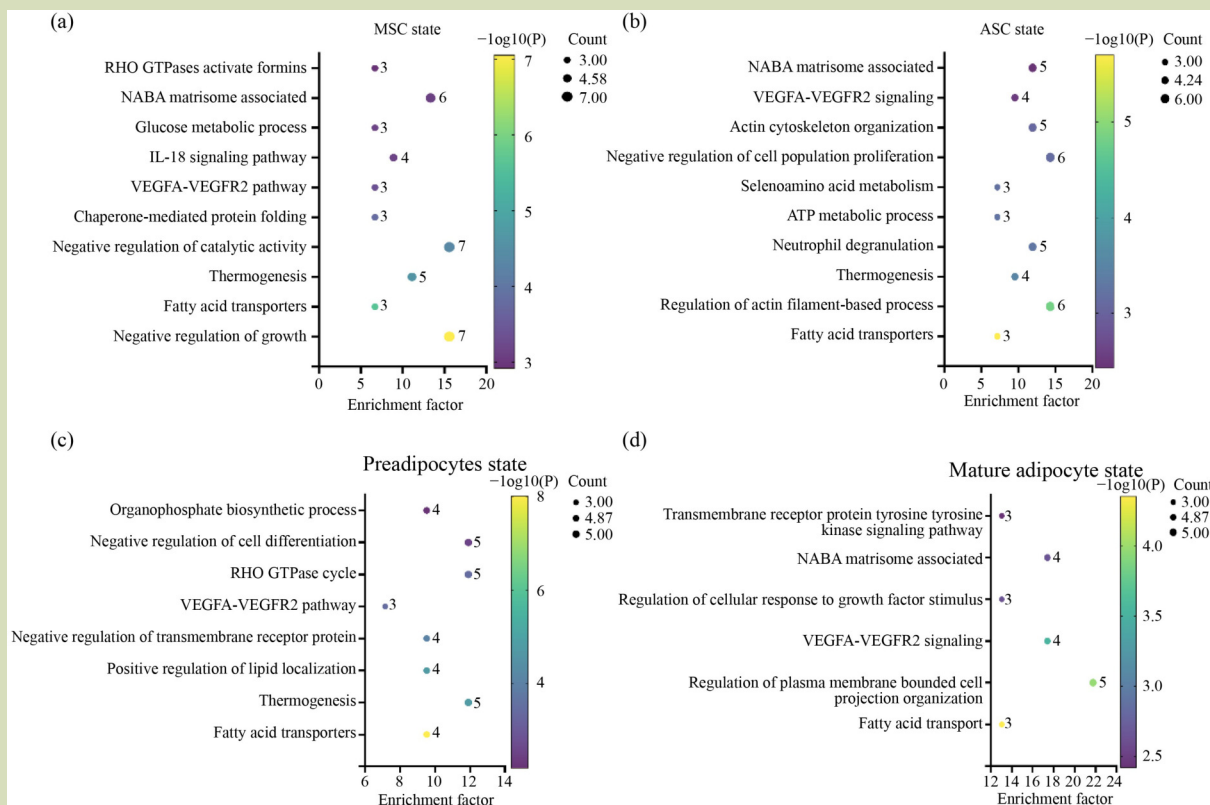 (a)
MSC state
−log10(P)
Count
3.00
4.58
7.00
RHO GTPases activate formins
3
NABA matrisome associated
6
Glucose metabolic process
3
IL-18 signaling pathway
4
VEGFA-VEGFR2 pathway
3
Chaperone-mediated protein folding
3
Negative regulation of catalytic activity
7
Thermogenesis
5
Fatty acid transporters
3
Negative regulation of growth
7
7
6
5
4
3
0 5 10 15 20
Enrichment factor
(b)
ASC state
−log10(P)
Count
3.00
4.24
6.00
NABA matrisome associated
5
VEGFA-VEGFR2 signaling
4
Actin cytoskeleton organization
5
Negative regulation of cell population proliferation
6
Selenoamino acid metabolism
3
ATP metabolic process
3
Neutrophil degranulation
5
Thermogenesis
4
Regulation of actin filament-based process
6
Fatty acid transporters
3
5
4
3
0 5 10 15 20
Enrichment factor
(c)
Preadipocytes state
−log10(P)
Count
3.00
4.87
5.00
Organophosphate biosynthetic process
4
Negative regulation of cell differentiation
5
RHO GTPase cycle
5
VEGFA-VEGFR2 pathway
3
Negative regulation of transmembrane receptor protein
4
Positive regulation of lipid localization
4
Thermogenesis
5
Fatty acid transporters
4
8
6
4
6 8 10 12 14
Enrichment factor
(d)
Mature adipocyte state
−log10(P)
Count
3.00
4.87
5.00
Transmembrane receptor protein tyrosine tyrosine
kinase signaling pathway
3
NABA matrisome associated
4
Regulation of cellular response to growth factor stimulus
3
VEGFA-VEGFR2 signaling
4
Regulation of plasma membrane bounded cell
projection organization
5
Fatty acid transport
3
4.0
3.5
3.0
2.5
12 14 16 18 20 22 24
Enrichment factor